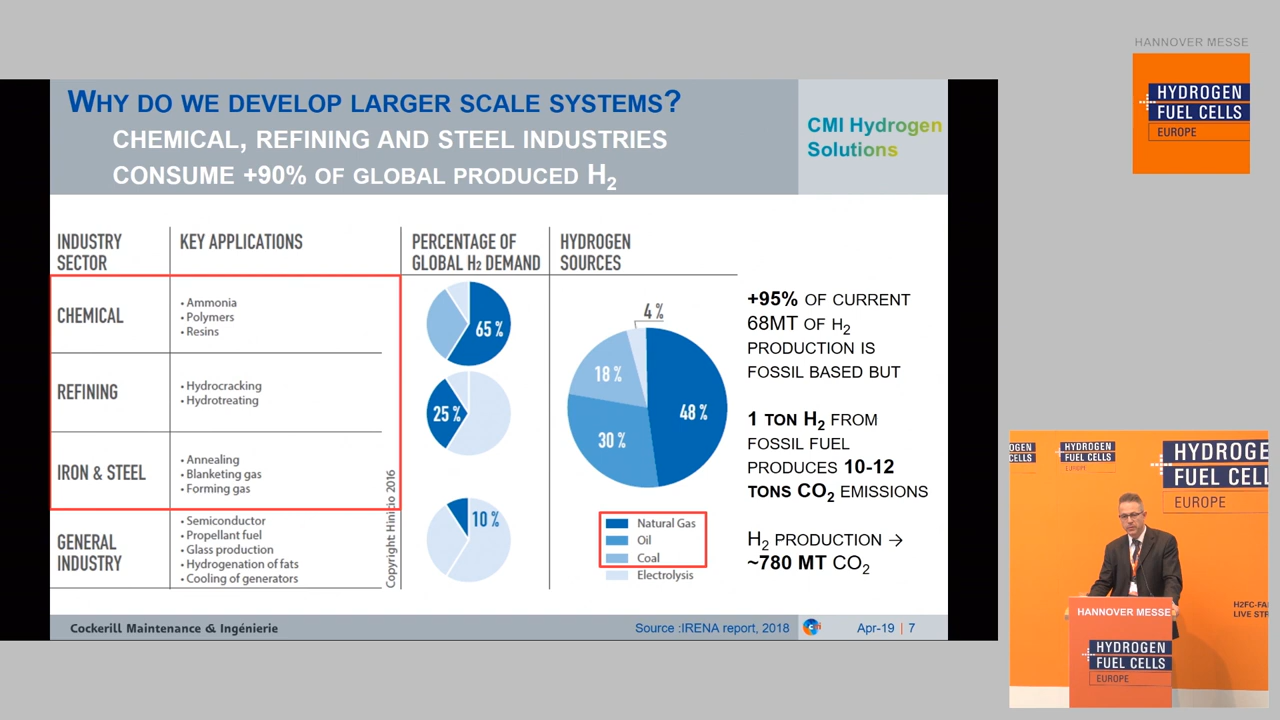 HANNOVER MESSE
HYDROGEN
FUEL CELLS
EUROPE
WHY DO WE DEVELOP LARGER SCALE SYSTEMS?
CHEMICAL, REFINING AND STEEL INDUSTRIES
CONSUME +90% OF GLOBAL PRODUCED H2
CMI Hydrogen
Solutions
INDUSTRY
SECTOR
KEY APPLICATIONS
PERCENTAGE OF
GLOBAL H2 DEMAND
HYDROGEN
SOURCES
CHEMICAL
• Ammonia
• Polymers
• Resins
65 %
REFINING
• Hydrocracking
• Hydrotreating
25 %
IRON & STEEL
• Annealing
• Blanketing gas
• Forming gas
GENERAL
INDUSTRY
• Semiconductor
• Propellant fuel
• Glass production
• Hydrogenation of fats
• Cooling of generators
10 %
Copyright: Hinicio 2016
4 %
18 %
48 %
30 %
Natural Gas
Oil
Coal
Electrolysis
+95% OF CURRENT
68MT OF H2
PRODUCTION IS
FOSSIL BASED BUT
1 TON H2 FROM
FOSSIL FUEL
PRODUCES 10-12
TONS CO2 EMISSIONS
H2 PRODUCTION →
~780 MT CO2
Cockerill Maintenance & Ingénierie
Source :IRENA report, 2018
Apr-19 | 7
OGEN
CELLS
HYDROGEN
FUEL CELLS
EUROPE
HYDROGE
FUEL CELL
EUROPE
H2FC-FA
LIVE STR
HANNOVER MESSE
HYDROGEN
FUEL CELLS
EUROPE